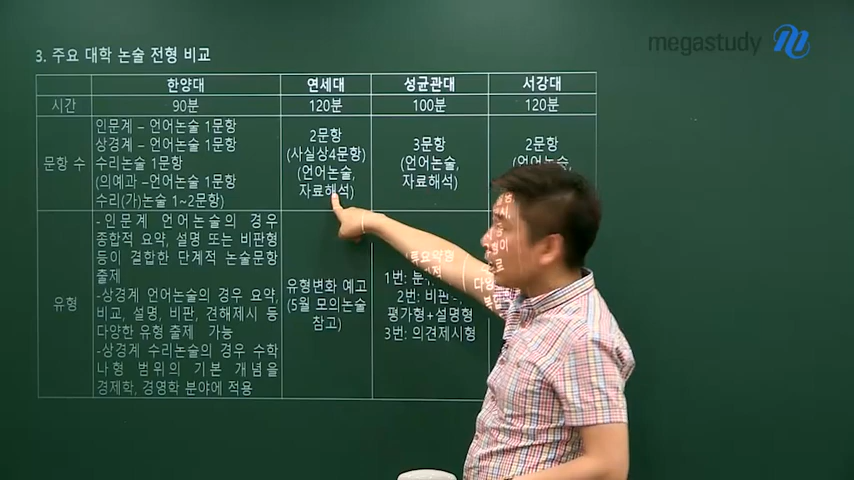 megastudy
3. 주요 대학 논술 전형 비교
한양대 연세대 성균관대 서강대
시간 90분 120분 100분 120분
문항 수
인문계 – 언어논술 1문항
상경계 – 언어논술 1문항
수리논술 1문항
(의예과 –언어논술 1문항
수리(가)논술 1~2문항)
2문항
(사실상4문항)
(언어논술,
자료해석)
3문항
(언어논술,
자료해석)
2문항
(언어논술,
유형
-인문계 언어논술의 경우
종합적 요약, 설명 또는 비판형
등이 결합한 단계적 논술문항
출제
-상경계 언어논술의 경우 요약,
비교, 설명, 비판, 견해제시 등
다양한 유형 출제 가능
-상경계 수리논술의 경우 수학
나형 범위의 기본 개념을
경제학, 경영학 분야에 적용
유형변화 예고
(5월 모의논술
참고)
1번:
2번:
평가형+설명형
3번: 의견제시형